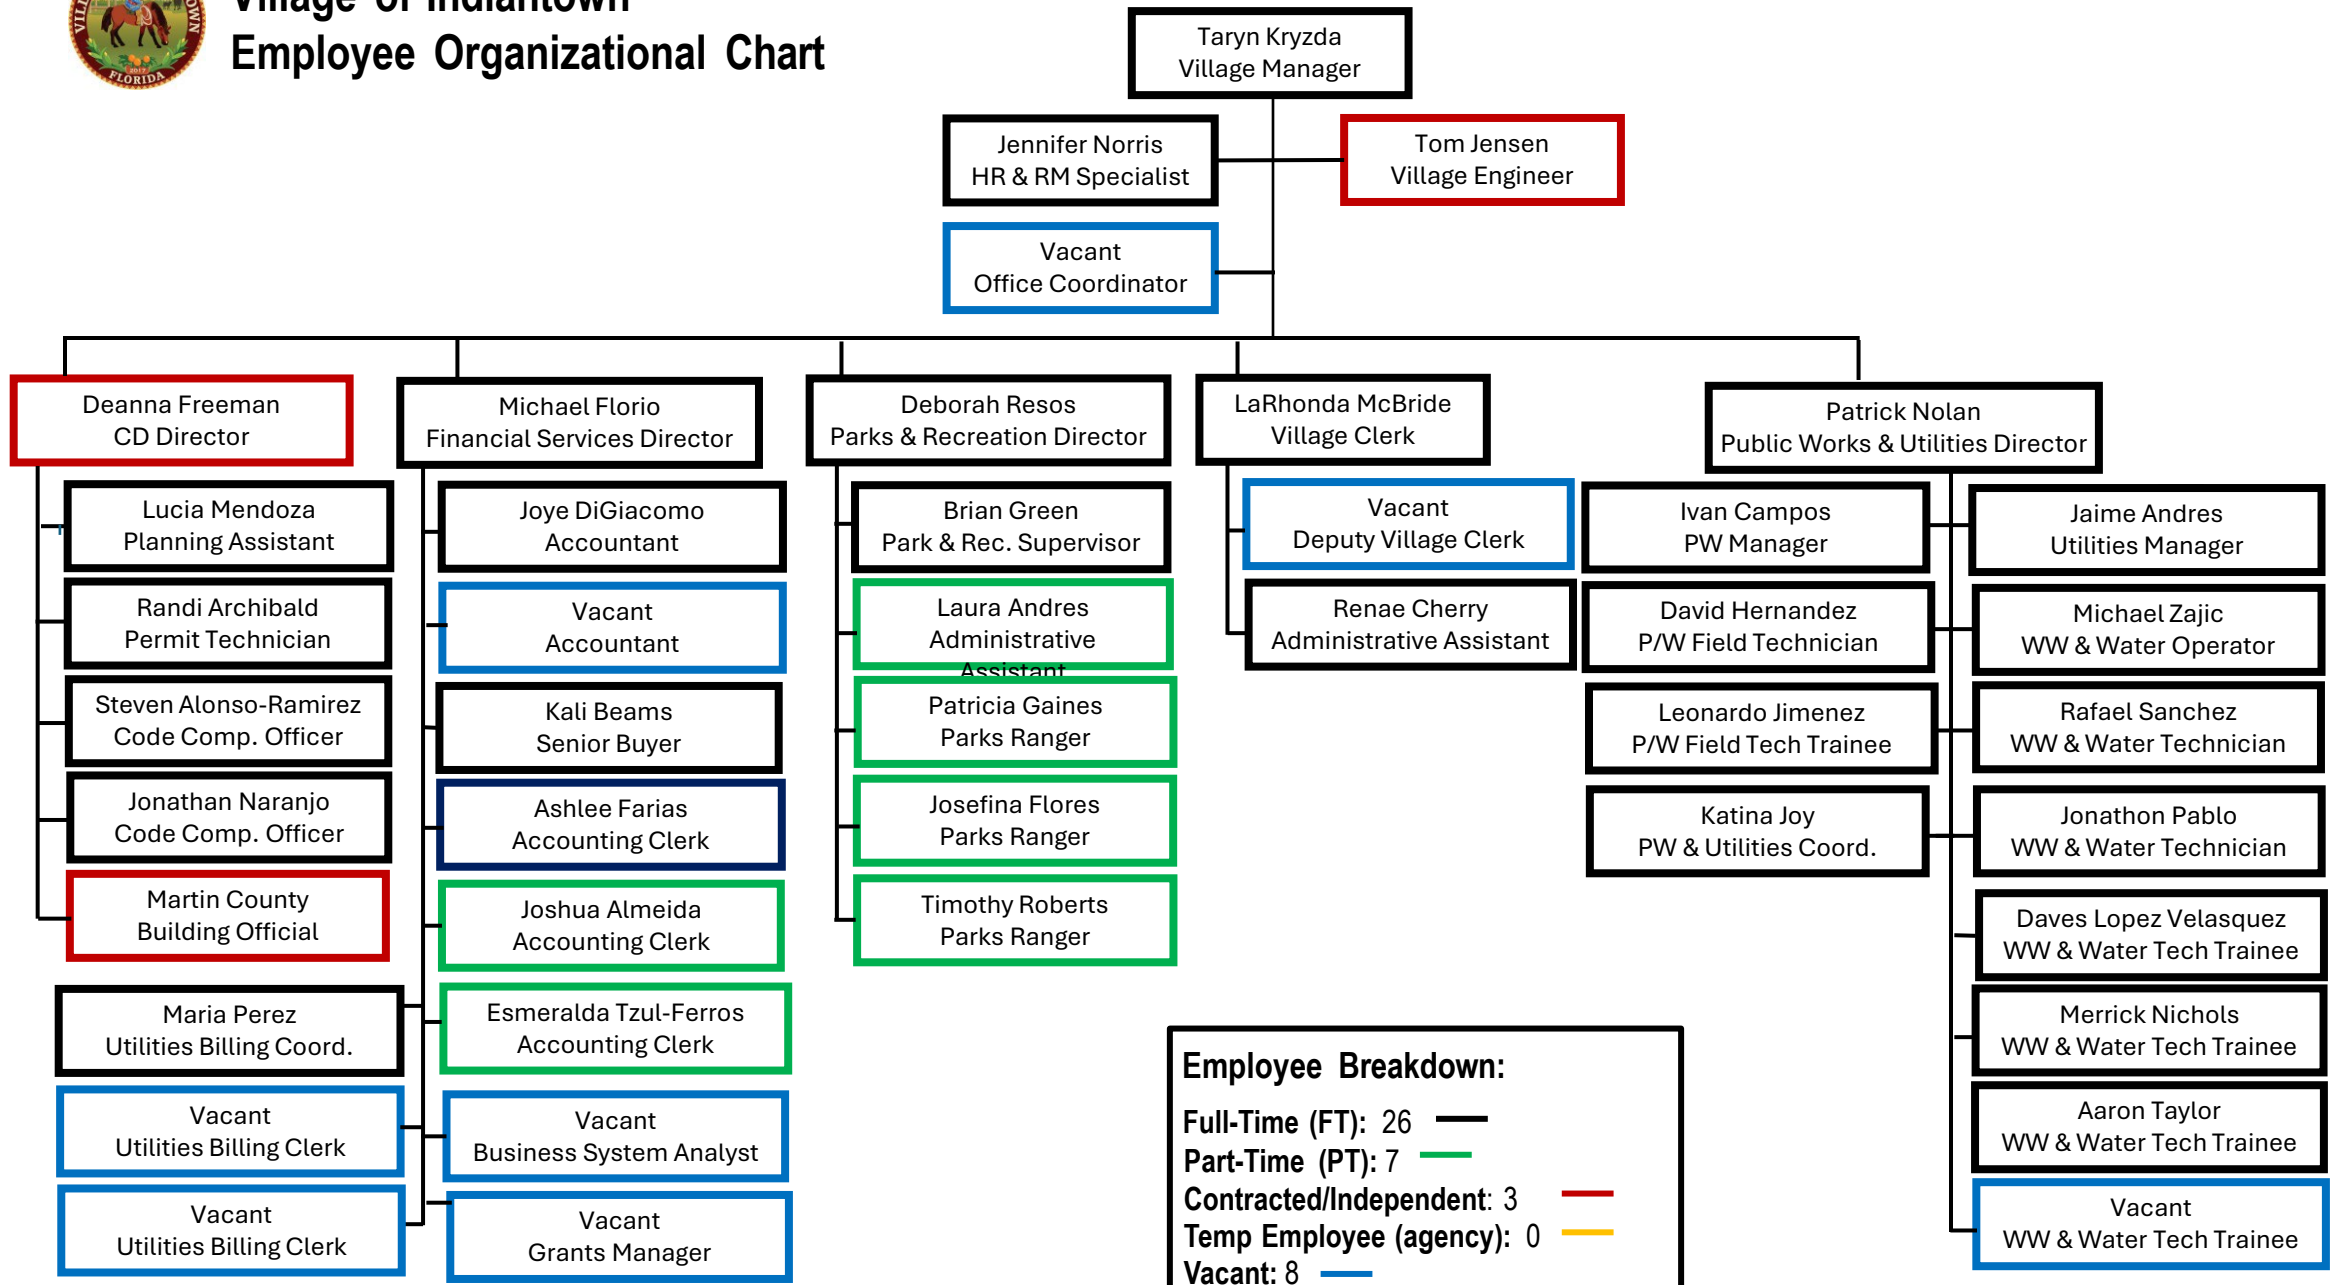 Village of Indiantown
Employee Organizational Chart
FLORIDA
2017
Taryn Kryzda
Village Manager
Jennifer Norris
HR & RM Specialist
Tom Jensen
Village Engineer
Vacant
Office Coordinator
Deanna Freeman
CD Director
Lucia Mendoza
Planning Assistant
Randi Archibald
Permit Technician
Steven Alonso-Ramirez
Code Comp. Officer
Jonathan Naranjo
Code Comp. Officer
Martin County
Building Official
Michael Florio
Financial Services Director
Joye DiGiacomo
Accountant
Vacant
Accountant
Kali Beams
Senior Buyer
Ashlee Farias
Accounting Clerk
Joshua Almeida
Accounting Clerk
Maria Perez
Utilities Billing Coord.
Esmeralda Tzul-Ferros
Accounting Clerk
Vacant
Utilities Billing Clerk
Vacant
Business System Analyst
Vacant
Utilities Billing Clerk
Vacant
Grants Manager
Deborah Resos
Parks & Recreation Director
Brian Green
Park & Rec. Supervisor
Laura Andres
Administrative
Assistant
Patricia Gaines
Parks Ranger
Josefina Flores
Parks Ranger
Timothy Roberts
Parks Ranger
LaRhonda McBride
Village Clerk
Vacant
Deputy Village Clerk
Renae Cherry
Administrative Assistant
Patrick Nolan
Public Works & Utilities Director
Ivan Campos
PW Manager
Jaime Andres
Utilities Manager
David Hernandez
P/W Field Technician
Michael Zajic
WW & Water Operator
Leonardo Jimenez
P/W Field Tech Trainee
Rafael Sanchez
WW & Water Technician
Katina Joy
PW & Utilities Coord.
Jonathon Pablo
WW & Water Technician
Daves Lopez Velasquez
WW & Water Tech Trainee
Merrick Nichols
WW & Water Tech Trainee
Aaron Taylor
WW & Water Tech Trainee
Vacant
WW & Water Tech Trainee
Employee Breakdown:
Full-Time (FT): 26
Part-Time (PT): 7
Contracted/Independent: 3
Temp Employee (agency): 0
Vacant: 8